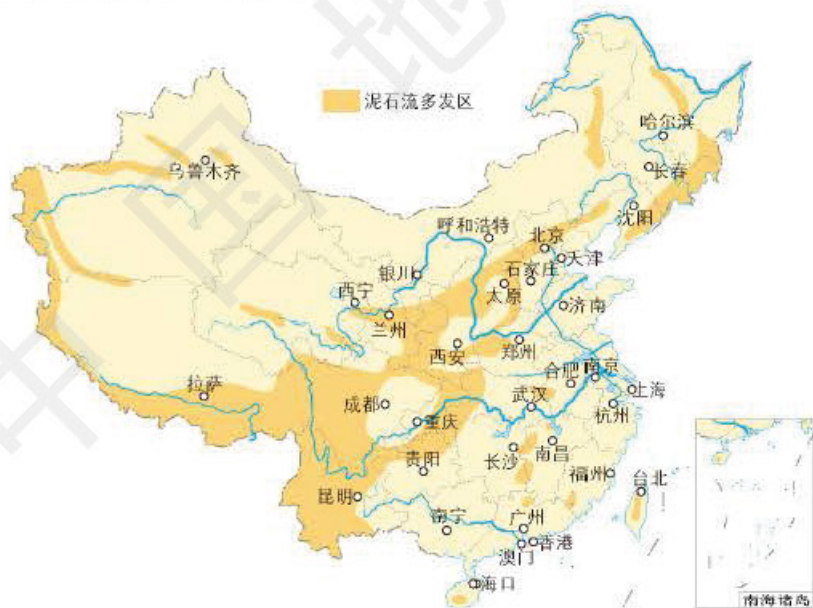 泥石流多发区
哈尔滨
乌鲁木齐
长春
沈阳
呼和浩特
北京
银川
天津
石家庄
西宁
太原
济南
兰州
西安
郑州
合肥
南京
拉萨
成都
武汉
上海
重庆
杭州
长沙
南昌
贵阳
福州
台北
昆明
南宁
广州
香港
澳门
海口
南海诸岛
中
国
地